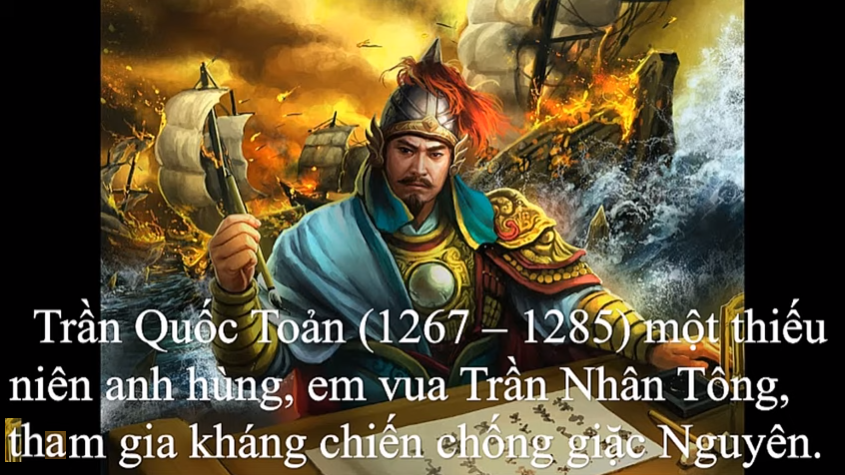 Trần Quốc Toản (1267 – 1285) một thiếu
niên anh hùng, em vua Trần Nhân Tông,
tham gia kháng chiến chống giặc Nguyên.